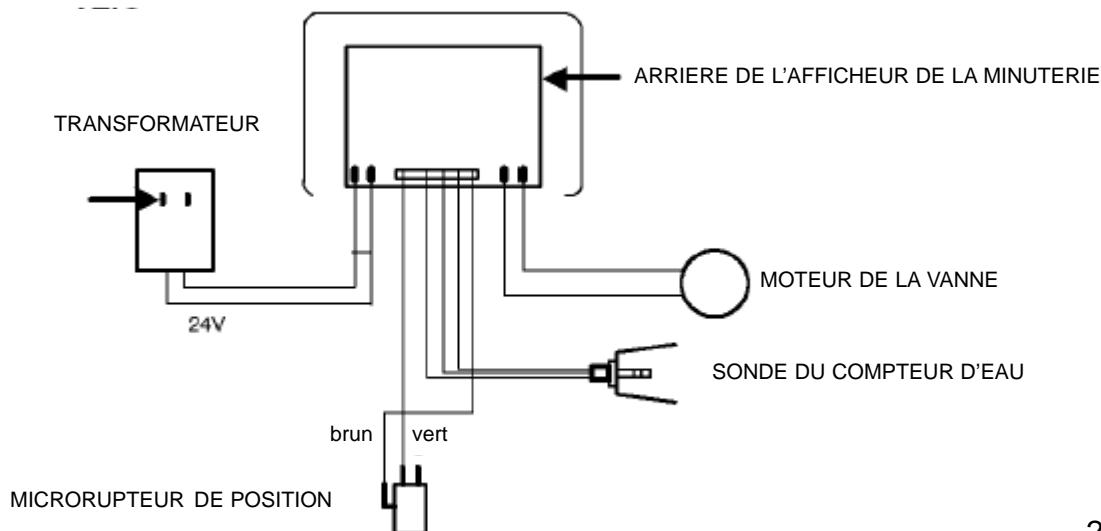 ARRIERE DE L'AFFICHEUR DE LA MINUTERIE
TRANSFORMATEUR
MOTEUR DE LA VANNE
24V
SONDE DU COMPTEUR D'EAU
brun vert
MICRORUPTEUR DE POSITION
2